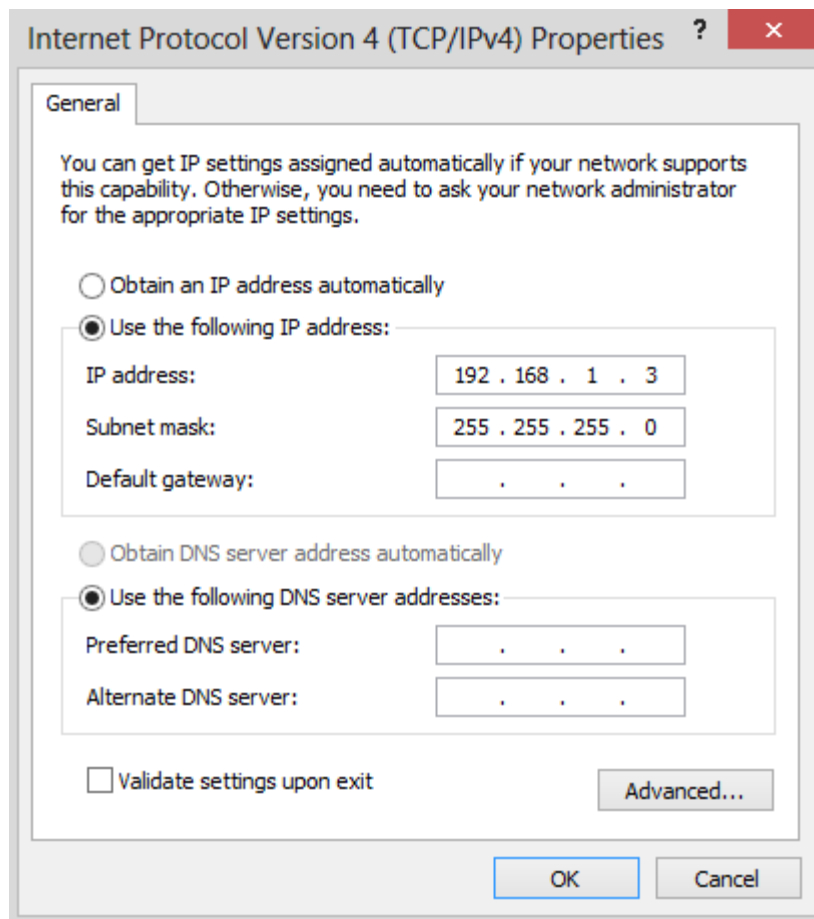 Internet Protocol Version 4 (TCP/IPv4) Properties ?
General
You can get IP settings assigned automatically if your network supports
this capability. Otherwise, you need to ask your network administrator
for the appropriate IP settings.
Obtain an IP address automatically
Use the following IP address:
IP address: 192 . 168 . 1 . 3
Subnet mask: 255 . 255 . 255 . 0
Default gateway: . . .
Obtain DNS server address automatically
Use the following DNS server addresses:
Preferred DNS server: . . .
Alternate DNS server: . . .
Validate settings upon exit
Advanced...
OK Cancel